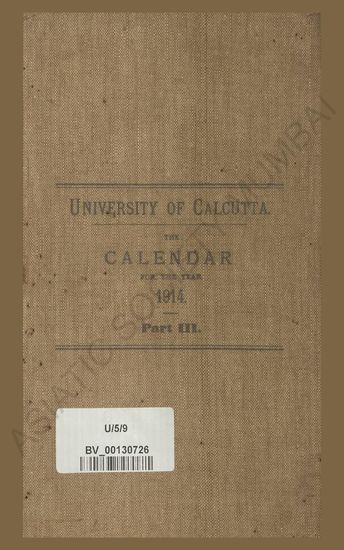 UNIVERSITY OF CALCUTTA.
THE
CALENDAR
FOR THE YEAR
1914.
Part III.
U/5/9
BV_00130726
ASIATIC SOCIETY MUMBAI